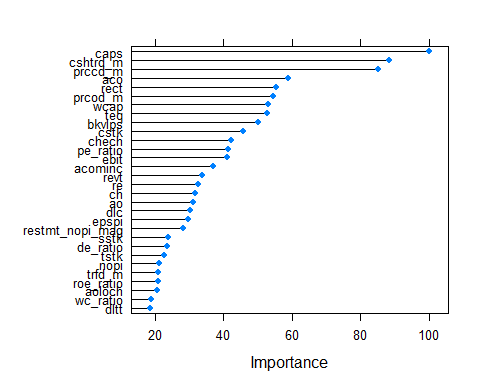 caps
cshtrd_m
prccd_m
aco
rect
prcod_m
wcap
teq
bkvlps
cstk
chech
pe_ratio
ebit
acominc
revt
re
ch
ao
dlc
epspi
restmt_nopi_mag
sstk
de_ratio
tstk
nopi
trfd_m
roe_ratio
aoloch
wc_ratio
dltt
20 40 60 80 100
Importance